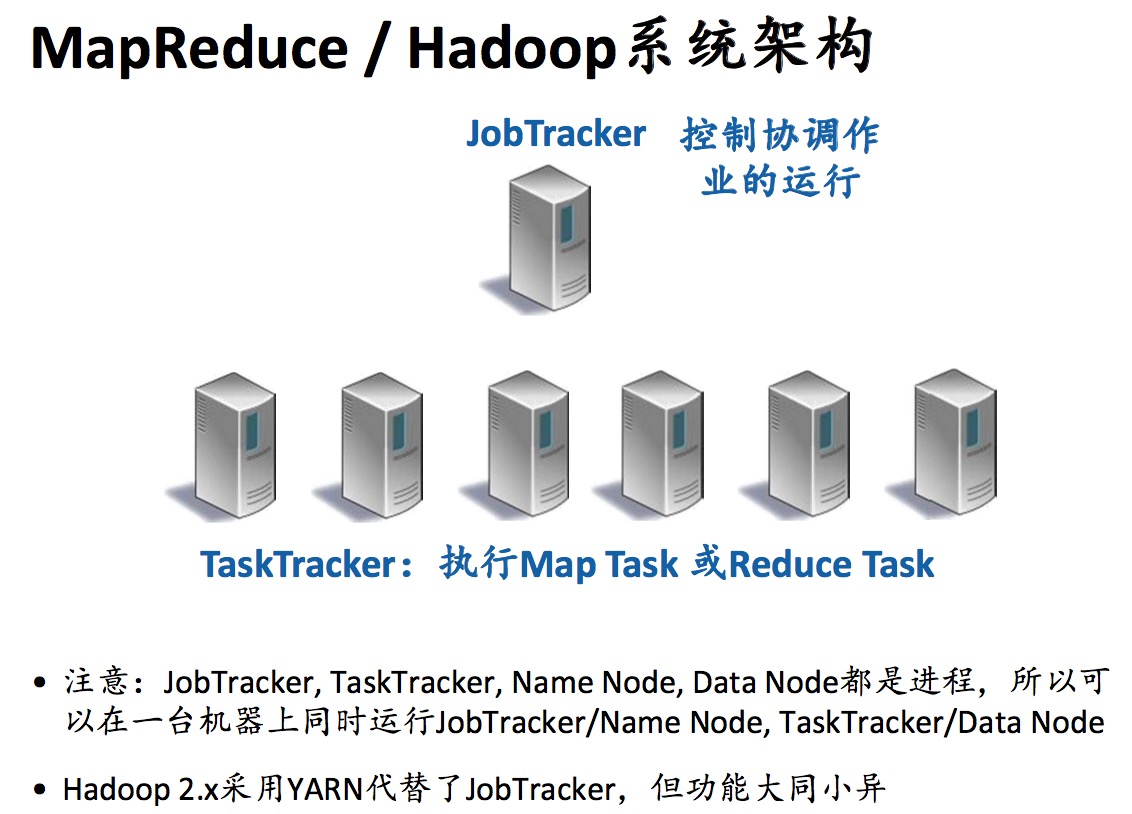 MapReduce / Hadoop系统架构
JobTracker 控制协调作
业的运行
TaskTracker：执行Map Task 或Reduce Task
• 注意：JobTracker, TaskTracker, Name Node, Data Node都是进程，所以可
以在一台机器上同时运行JobTracker/Name Node, TaskTracker/Data Node
• Hadoop 2.x采用YARN代替了JobTracker，但功能大同小异